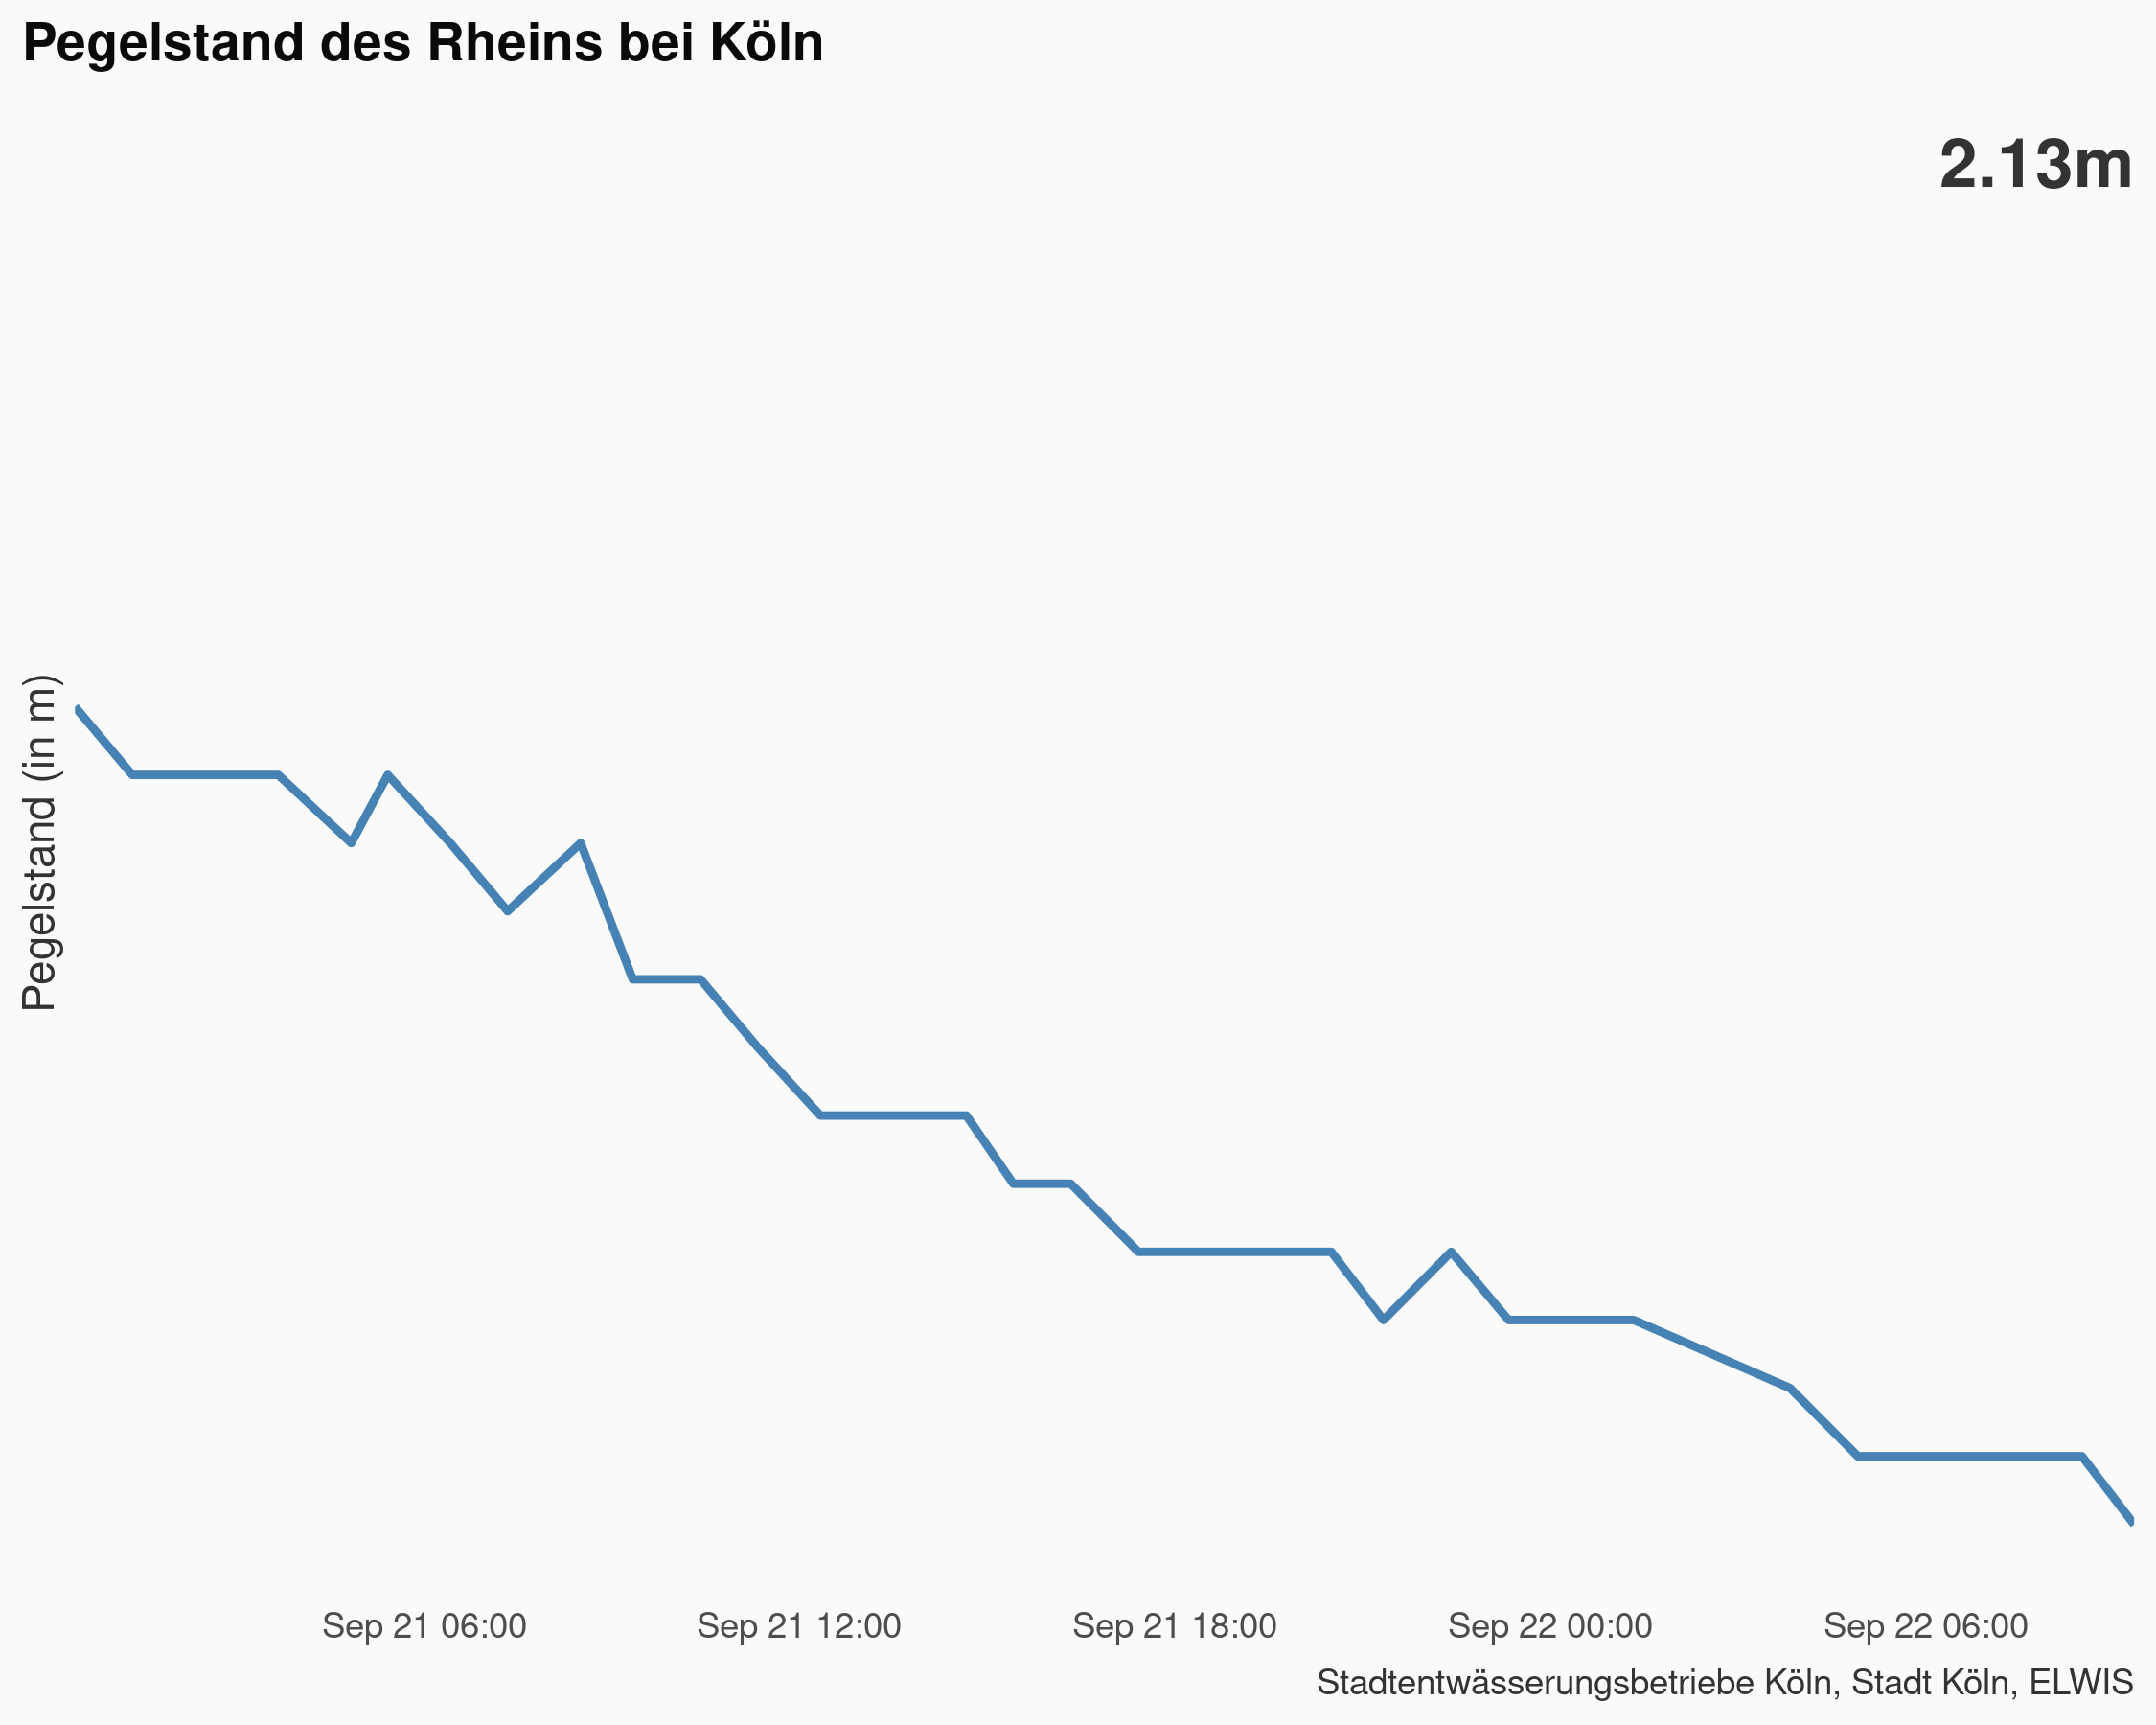 Pegelstand des Rheins bei Köln
2.13m
Pegelstand (in m)
Sep 21 06:00 Sep 21 12:00 Sep 21 18:00 Sep 22 00:00 Sep 22 06:00
Stadtentwässerungsbetriebe Köln, Stadt Köln, ELWIS